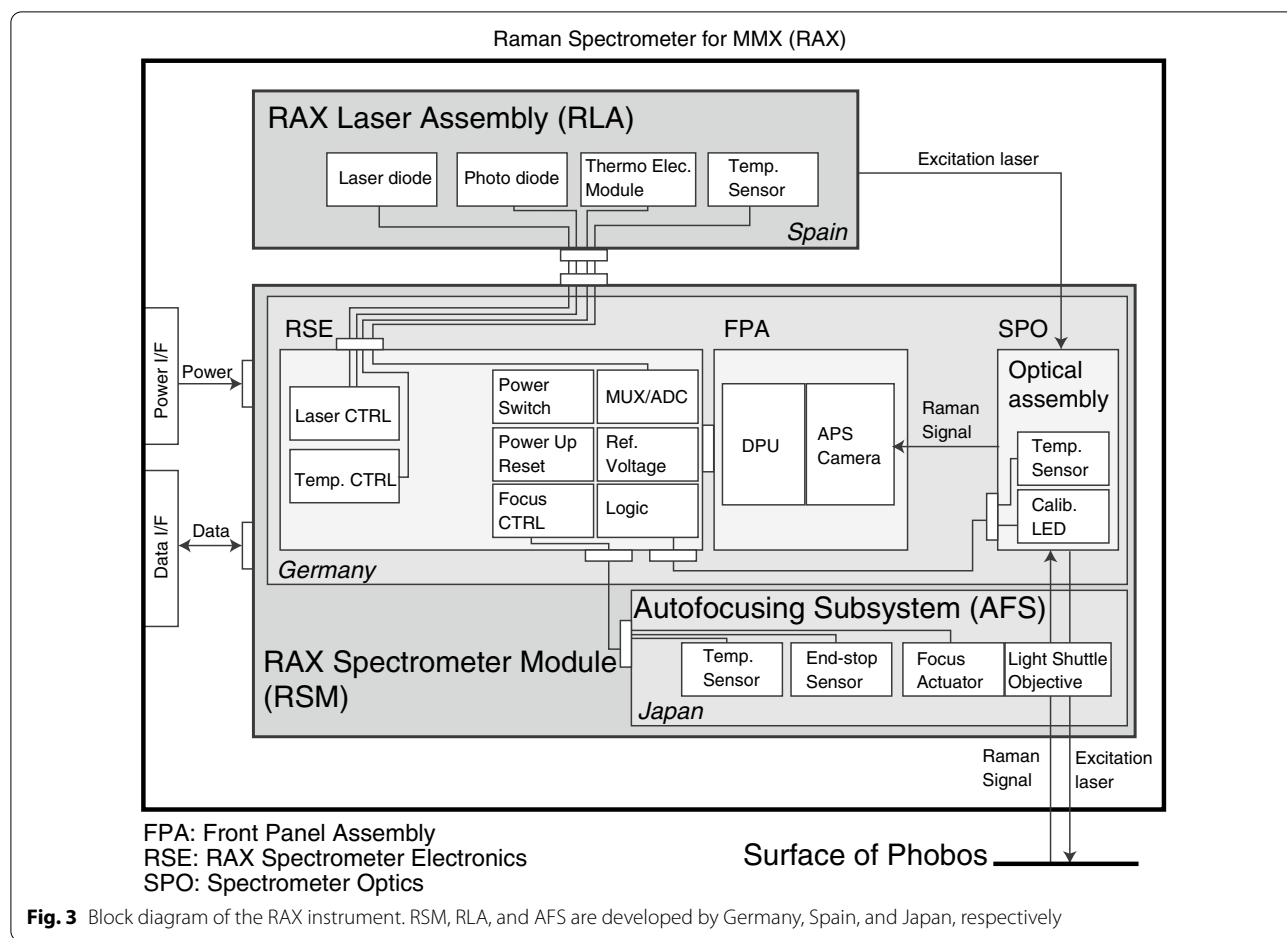 Raman Spectrometer for MMX (RAX)
RAX Laser Assembly (RLA)
Laser diode
Photo diode
Thermo Elec.
Module
Temp.
Sensor
Spain
Excitation laser
Power I/F
Power
Data I/F
Data
RSE
Laser CTRL
Temp. CTRL
Power
Switch
MUX/ADC
Power Up
Reset
Ref.
Voltage
Focus
CTRL
Logic
FPA
DPU
APS
Camera
Raman
Signal
SPO
Optical
assembly
Temp.
Sensor
Calib.
LED
Germany
Autofocusing Subsystem (AFS)
Temp.
Sensor
End-stop
Sensor
Focus
Actuator
Light Shuttle
Objective
Japan
RAX Spectrometer Module
(RSM)
Raman
Signal
Excitation
laser
FPA: Front Panel Assembly
RSE: RAX Spectrometer Electronics
SPO: Spectrometer Optics
Surface of Phobos
Fig. 3 Block diagram of the RAX instrument. RSM, RLA, and AFS are developed by Germany, Spain, and Japan, respectively